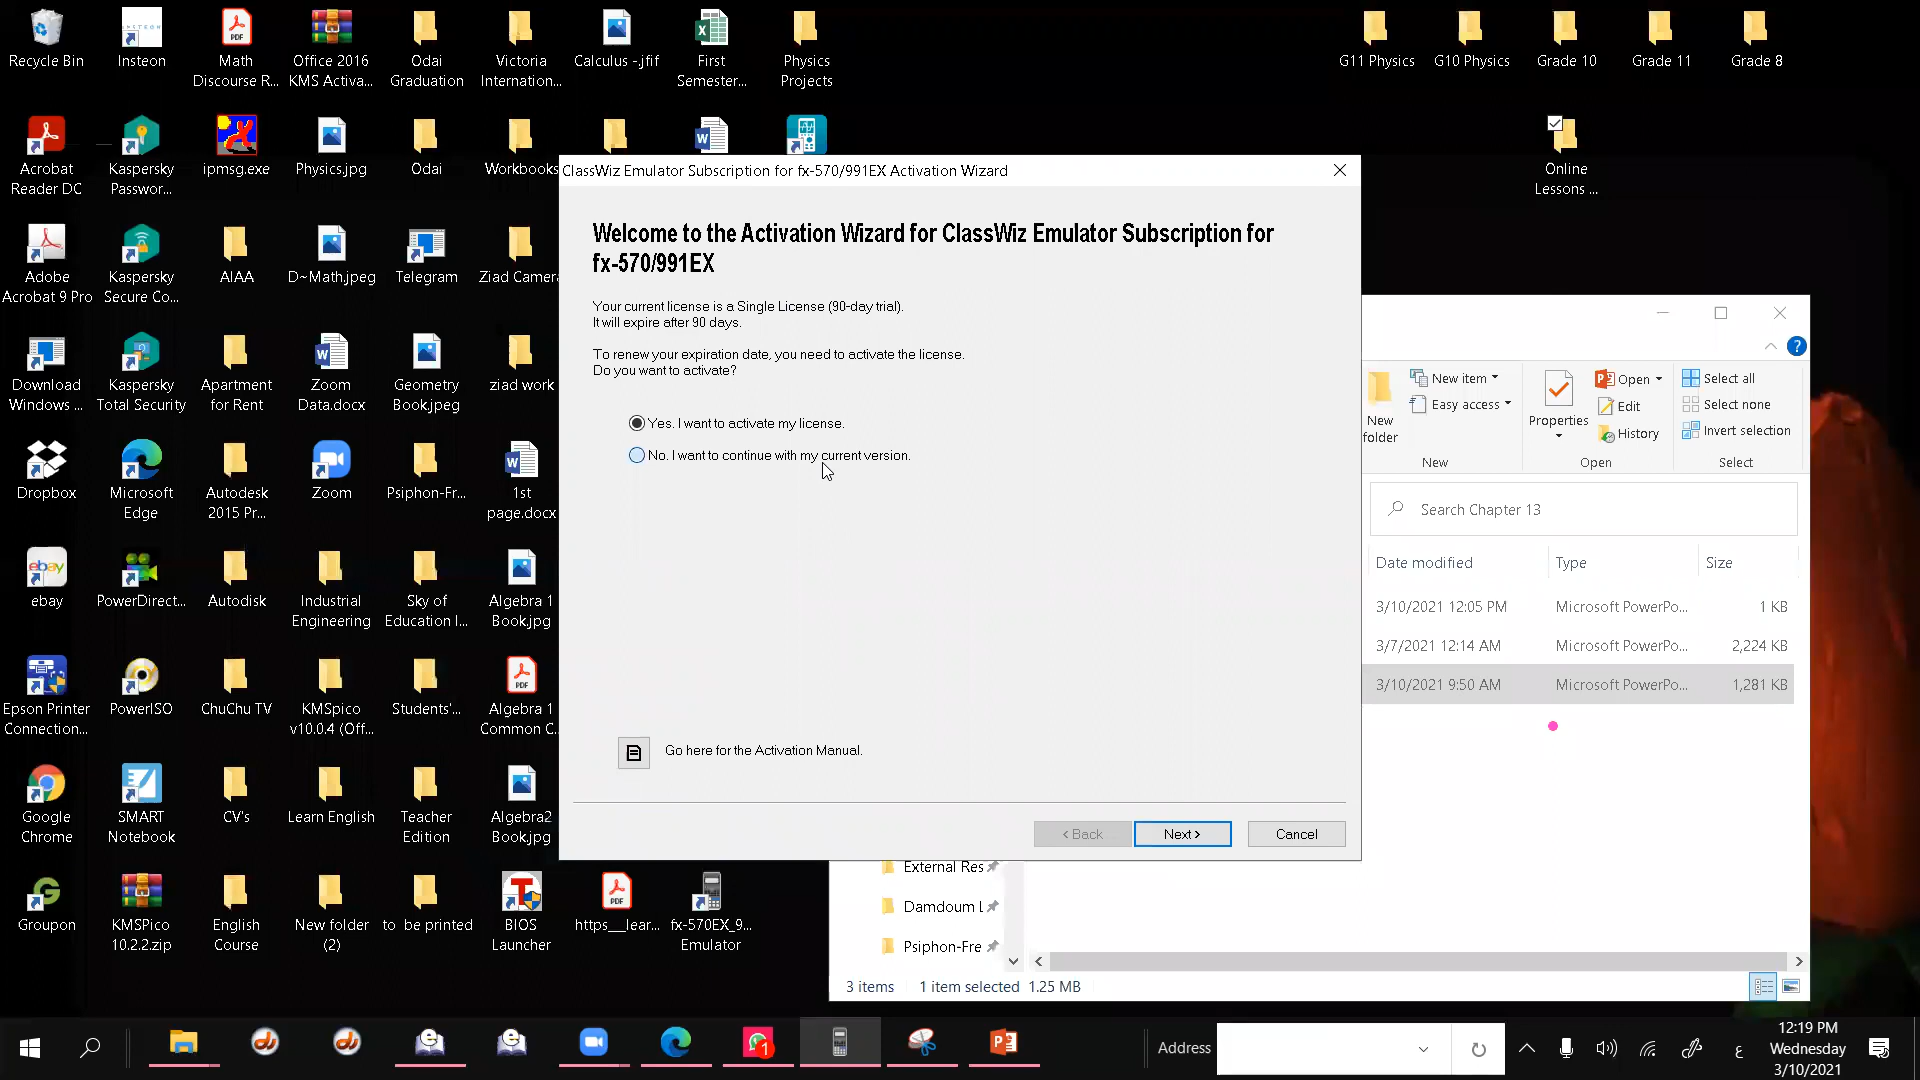 Recycle Bin
Insteon
Math
Discourse R...
Office 2016
KMS Activa...
Odai
Graduation
Victoria
Internation...
Calculus -.jfif
First
Semester...
Physics
Projects
G11 Physics
G10 Physics
Grade 10
Grade 11
Grade 8
Acrobat
Reader DC
Kaspersky
Passwor...
ipmsg.exe
Physics.jpg
Odai
Workbooks
Online
Lessons ...
Adobe
Acrobat 9 Pro
Kaspersky
Secure Co...
AIAA
D~Math.jpeg
Telegram
Ziad Camera
Download
Windows ...
Kaspersky
Total Security
Apartment
for Rent
Zoom
Data.docx
Geometry
Book.jpeg
ziad work
Dropbox
Microsoft
Edge
Autodesk
2015 Pr...
Zoom
Psiphon-Fr...
1st
page.docx
ebay
PowerDirect...
Autodisk
Industrial
Engineering
Sky of
Education I...
Algebra 1
Book.jpg
Epson Printer
Connection...
PowerISO
ChuChu TV
KMSpico
v10.0.4 (Off...
Students'...
Algebra 1
Common C...
Google
Chrome
SMART
Notebook
CV's
Learn English
Teacher
Edition
Algebra2
Book.jpg
Groupon
KMSPico
10.2.2.zip
English
Course
New folder
(2)
to be printed
BIOS
Launcher
https___lear...
fx-570EX_9...
Emulator
ClassWiz Emulator Subscription for fx-570/991EX Activation Wizard
Welcome to the Activation Wizard for ClassWiz Emulator Subscription for
fx-570/991EX
Your current license is a Single License (90-day trial).
It will expire after 90 days.
To renew your expiration date, you need to activate the license.
Do you want to activate?
Yes. I want to activate my license.
No. I want to continue with my current version.
Go here for the Activation Manual.
< Back
Next >
Cancel
New
folder
New item
Easy access
New
Properties
Open
Edit
History
Open
Select all
Select none
Invert selection
Select
Search Chapter 13
Date modified
Type
Size
3/10/2021 12:05 PM
Microsoft PowerPo...
1 KB
3/7/2021 12:14 AM
Microsoft PowerPo...
2,224 KB
3/10/2021 9:50 AM
Microsoft PowerPo...
1,281 KB
External Res
Damdoum L
Psiphon-Fre
3 items
1 item selected 1.25 MB
1
Address
ع
12:19 PM
Wednesday
3/10/2021